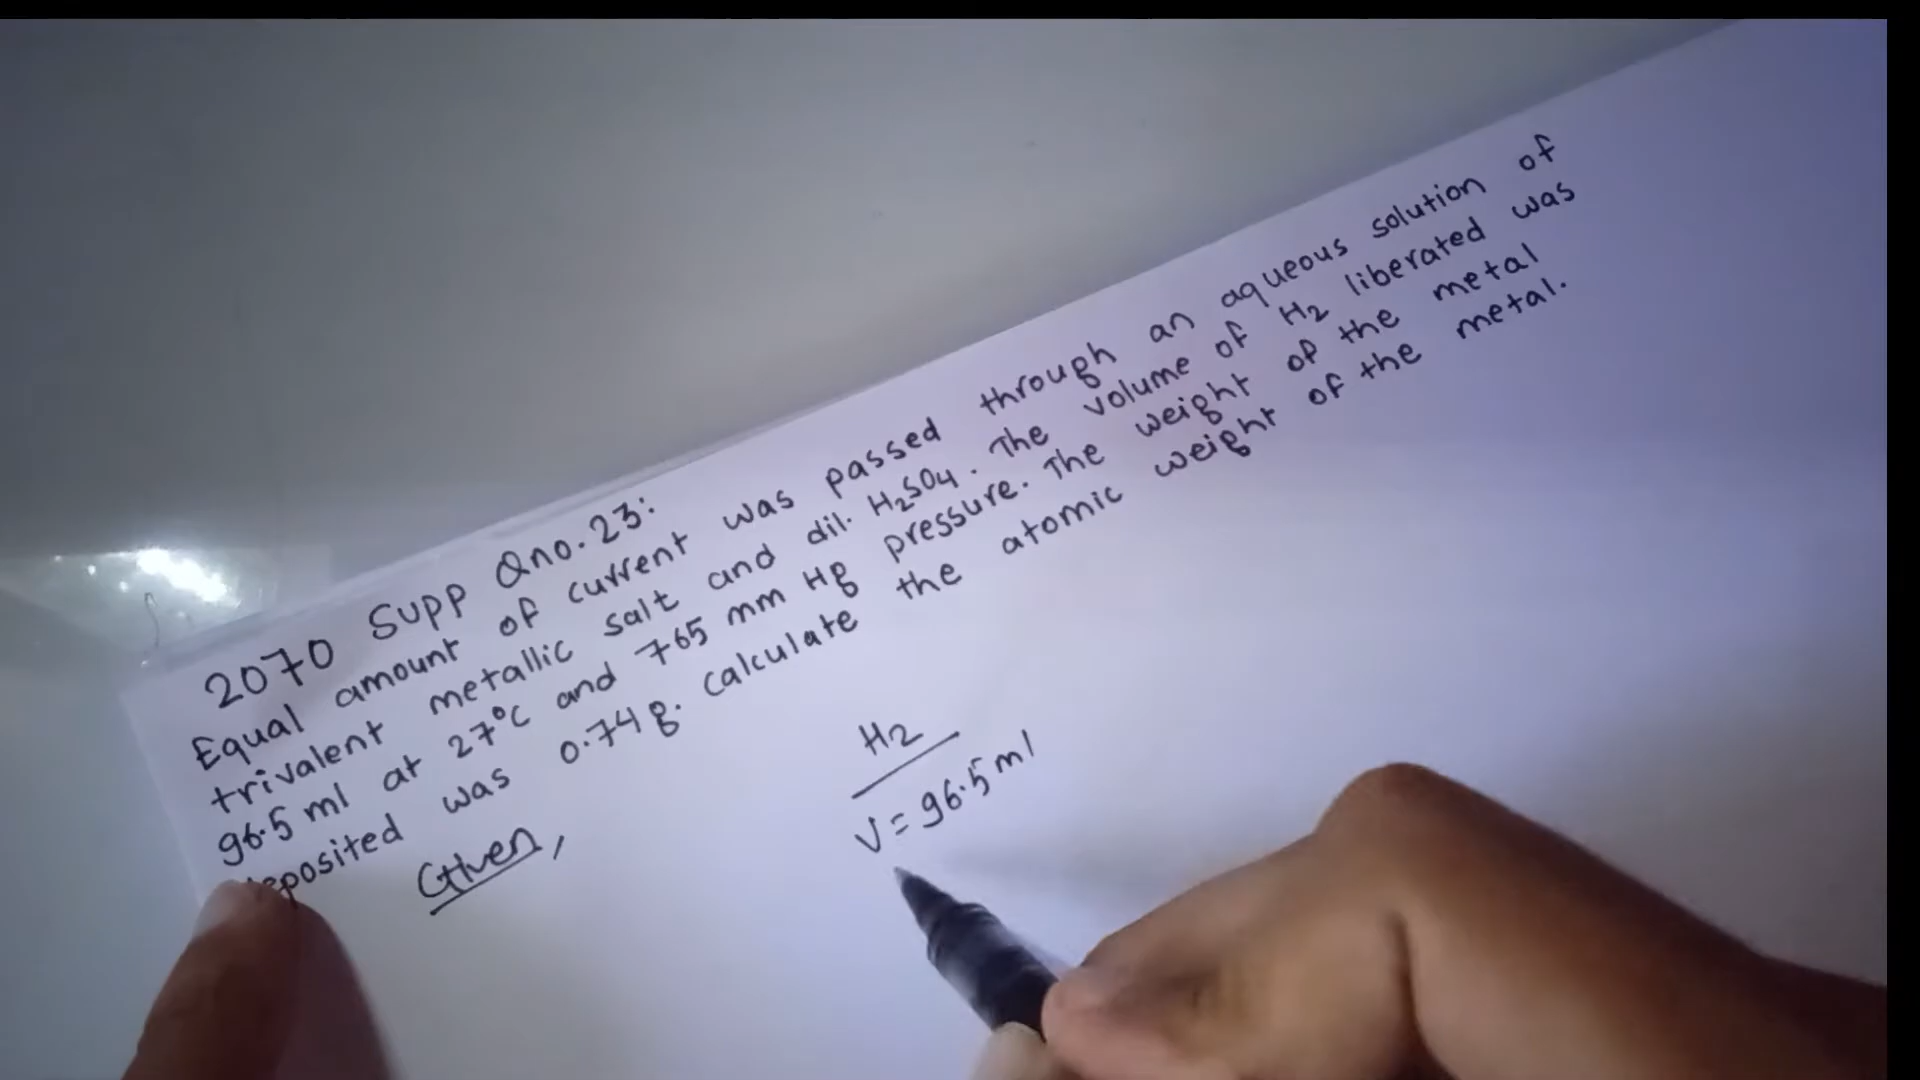 2070 Supp Qno. 23:
Equal amount of current was passed through an aqueous solution of
trivalent metallic salt and dil. H₂SO₄. The volume of H₂ liberated was
96.5 ml at 27°C and 765 mm Hg pressure. The weight of the metal
deposited was 0.74 g. calculate the atomic weight of the metal.
Given,
H₂
V = 96.5 ml